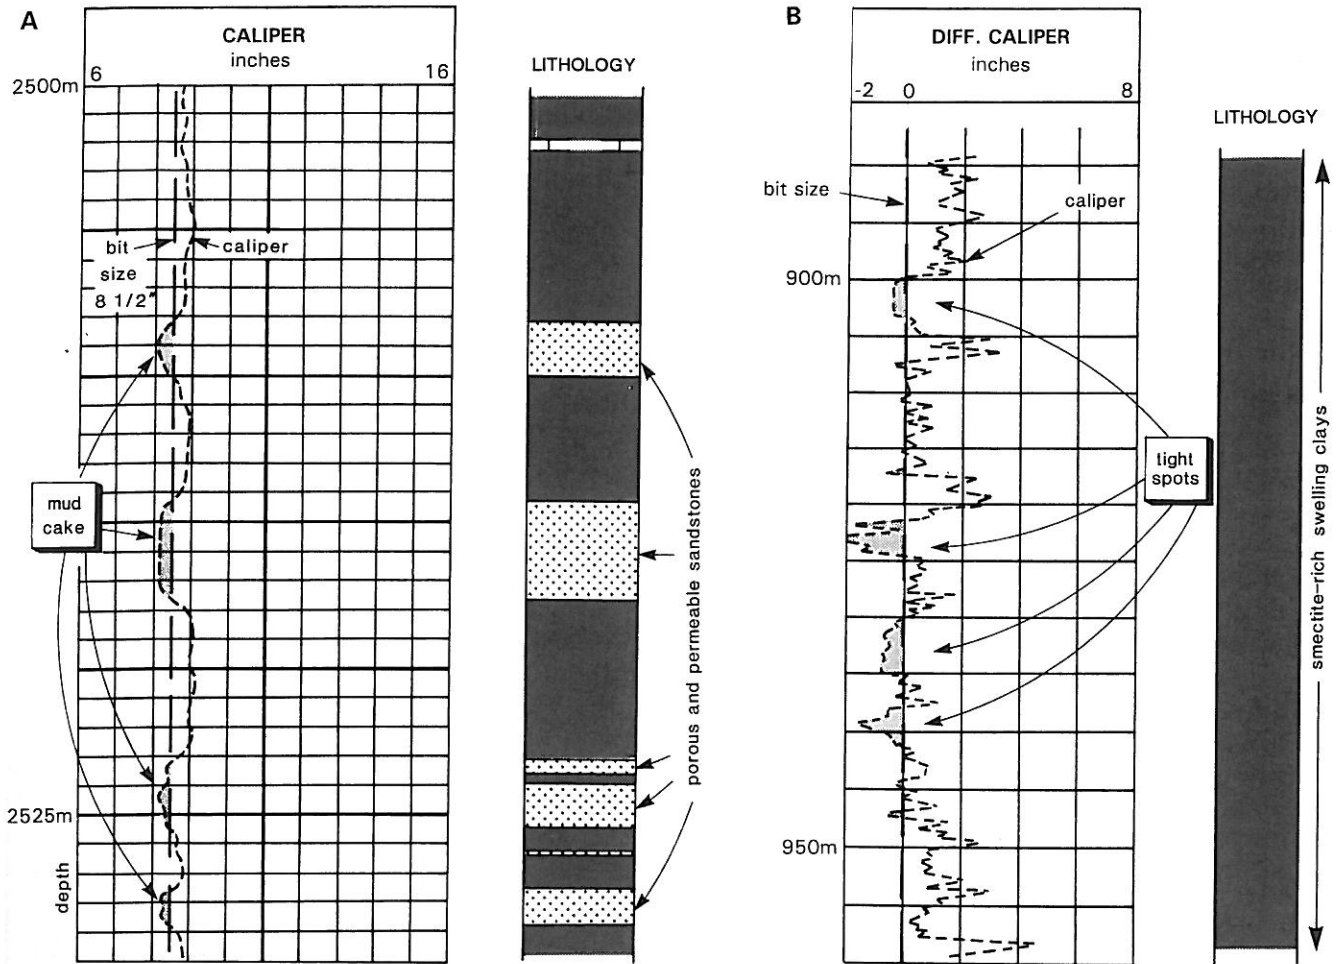 A
CALIPER
inches
6
16
2500m
LITHOLOGY
bit
size
8 1/2"
caliper
mud
cake
porous and permeable sandstones
2525m
depth
B
DIFF. CALIPER
inches
-2
0
8
LITHOLOGY
bit size
caliper
900m
tight
spots
smectite-rich swelling clays
950m